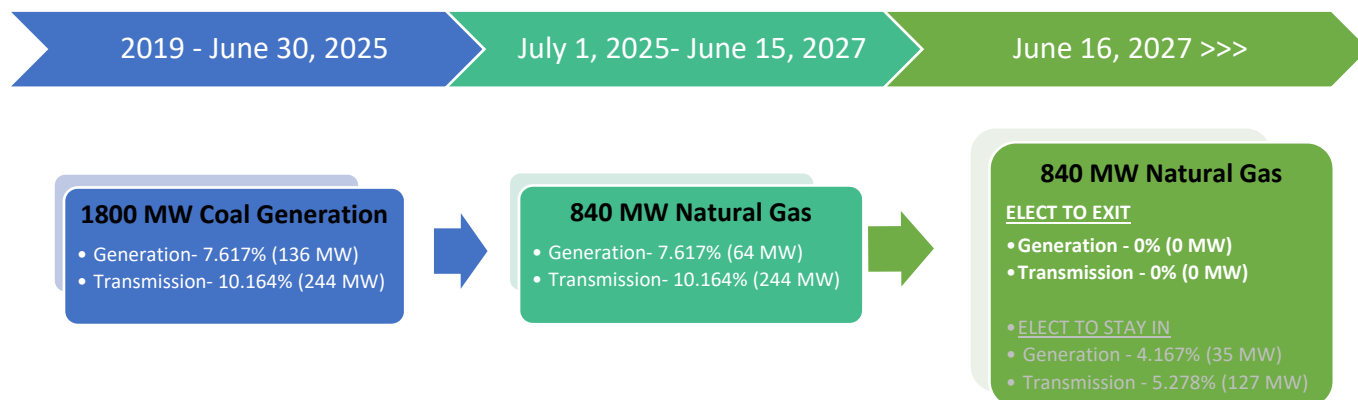 2019 - June 30, 2025
July 1, 2025- June 15, 2027
June 16, 2027 >>>
1800 MW Coal Generation
• Generation- 7.617% (136 MW)
• Transmission- 10.164% (244 MW)
840 MW Natural Gas
• Generation- 7.617% (64 MW)
• Transmission- 10.164% (244 MW)
840 MW Natural Gas
ELECT TO EXIT
•Generation - 0% (0 MW)
•Transmission - 0% (0 MW)
•ELECT TO STAY IN
• Generation - 4.167% (35 MW)
• Transmission - 5.278% (127 MW)